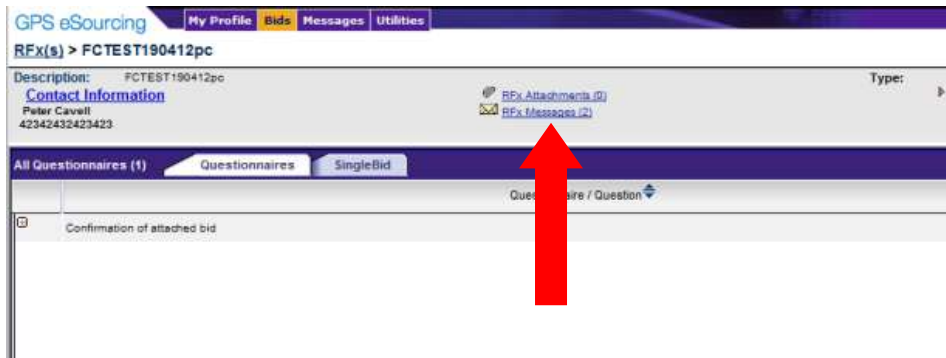 GPS eSourcing My Profile Bids Messages Utilities
RFx(s) > FCTEST190412pc
Description: FCTEST190412pc Type:
Contact Information
RFx Attachments (0)
Peter Cavell
RFx Messages (2)
42342432423423
All Questionnaires (1) Questionnaires SingleBid
Question
Confirmation of attached bid